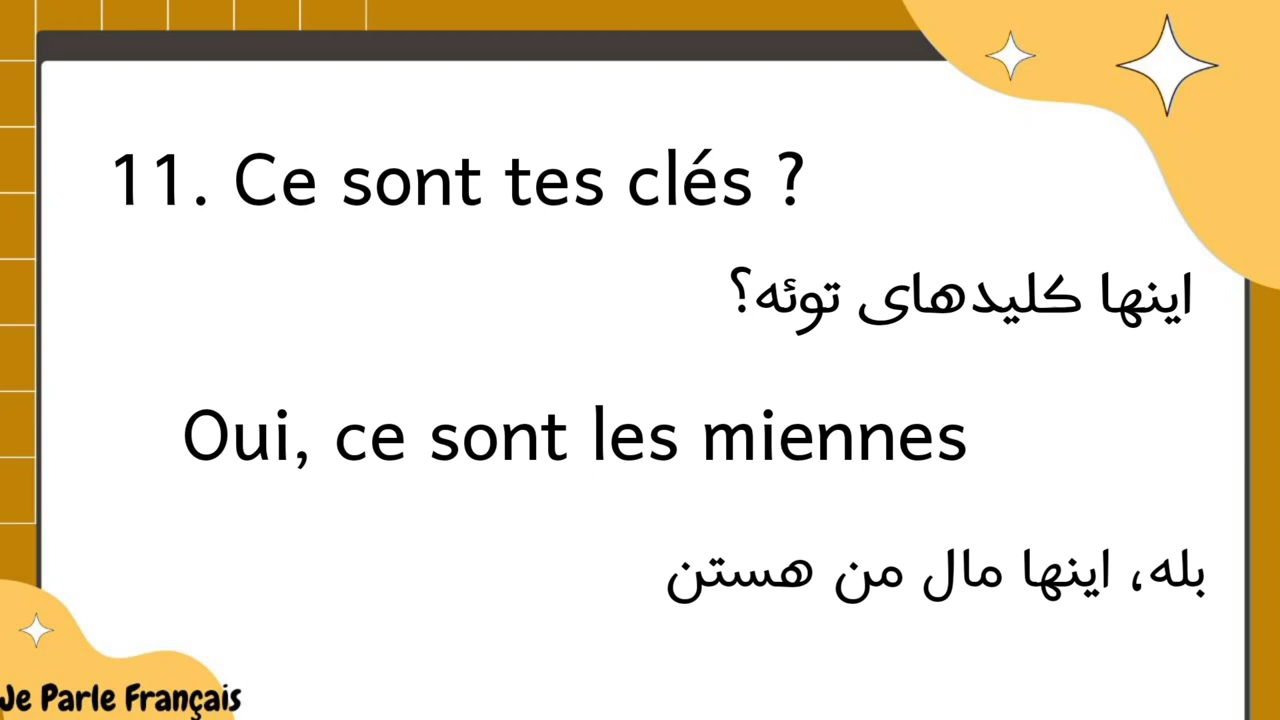 11. Ce sont tes clés ?
اینها کلیدهای توئه؟
Oui, ce sont les miennes
بله، اینها مال من هستن
Je Parle Français